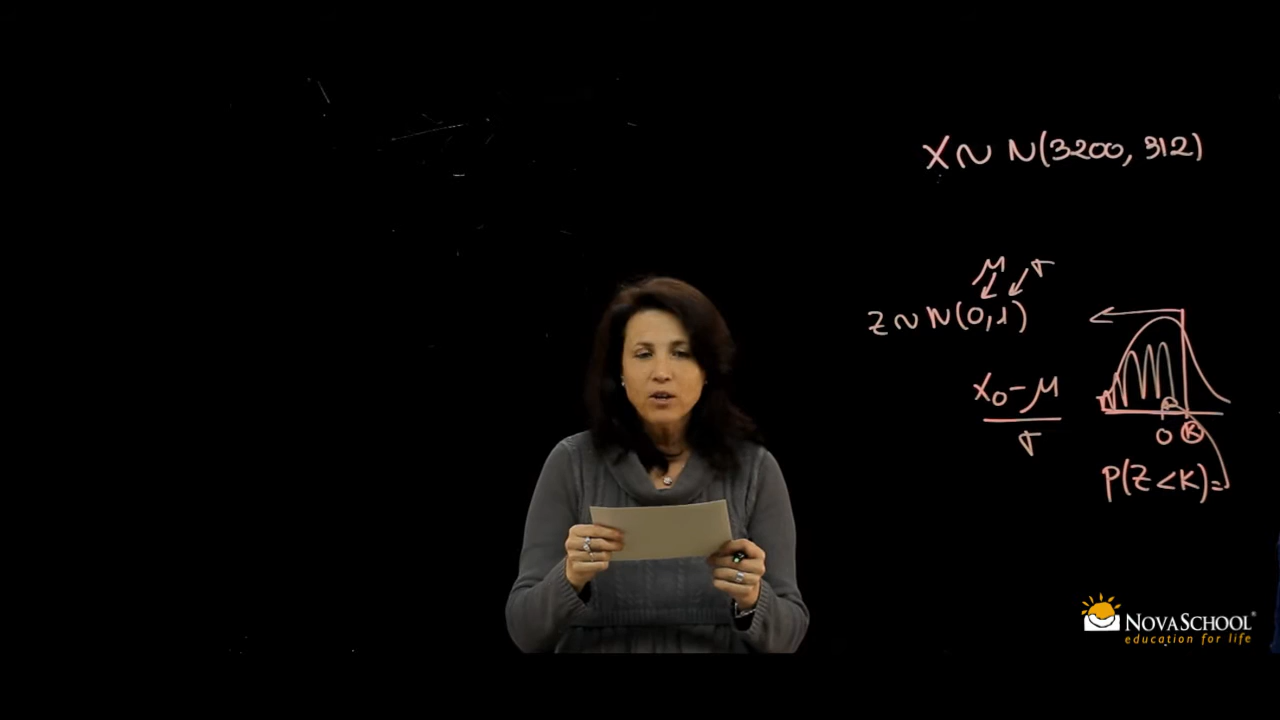 X ~ N(3200, 312)
μ σ
Z ~ N(0,1)
x₀ - μ
σ
0 K
P(Z < K) =
NOVASCHOOL®
education for life